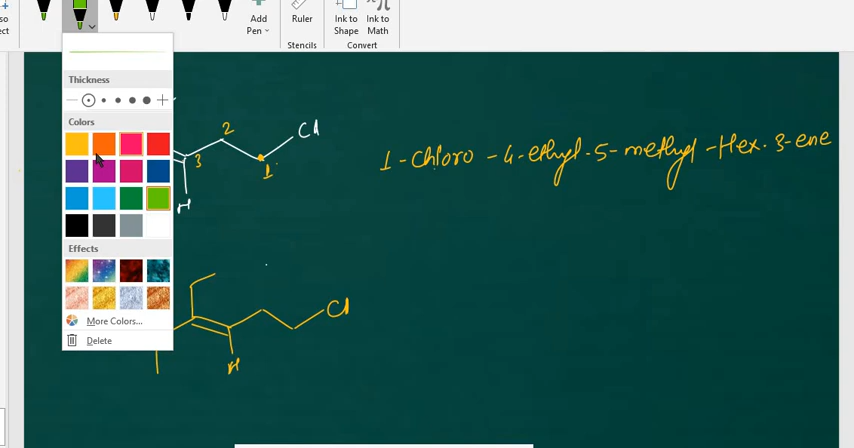 Add
Pen
Ruler
Ink to
Shape
Ink to
Math
Stencils
Convert
Thickness
Colors
Effects
More Colors...
Delete
2
Cl
3
1
H
1-Chloro-4-ethyl-5-methyl-Hex-3-ene
Cl
H